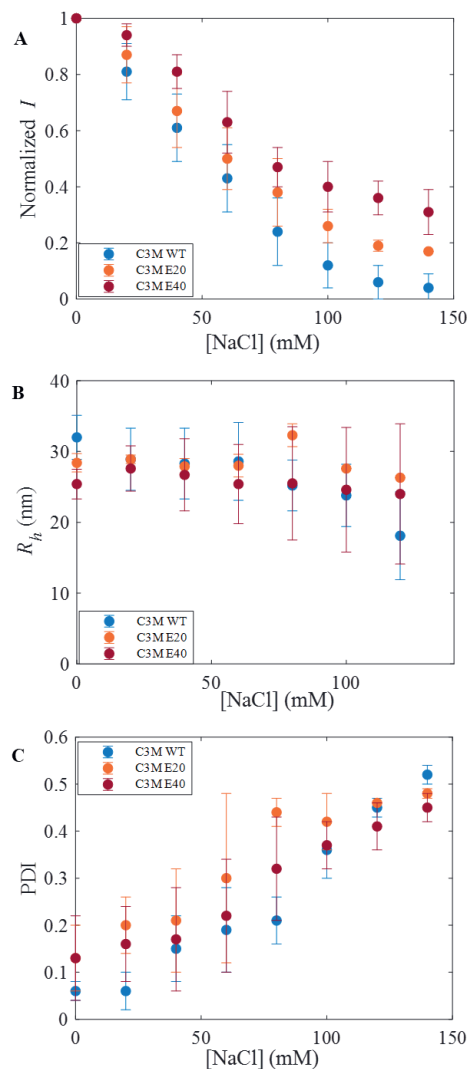 A
1
0.8
0.6
0.4
0.2
0
Normalized I
C3M WT
C3M E20
C3M E40
0
50
100
150
[NaCl] (mM)
B
40
30
20
10
0
R_h (nm)
C3M WT
C3M E20
C3M E40
0
50
100
[NaCl] (mM)
C
0.6
0.5
0.4
0.3
0.2
0.1
0
PDI
C3M WT
C3M E20
C3M E40
0
50
100
150
[NaCl] (mM)